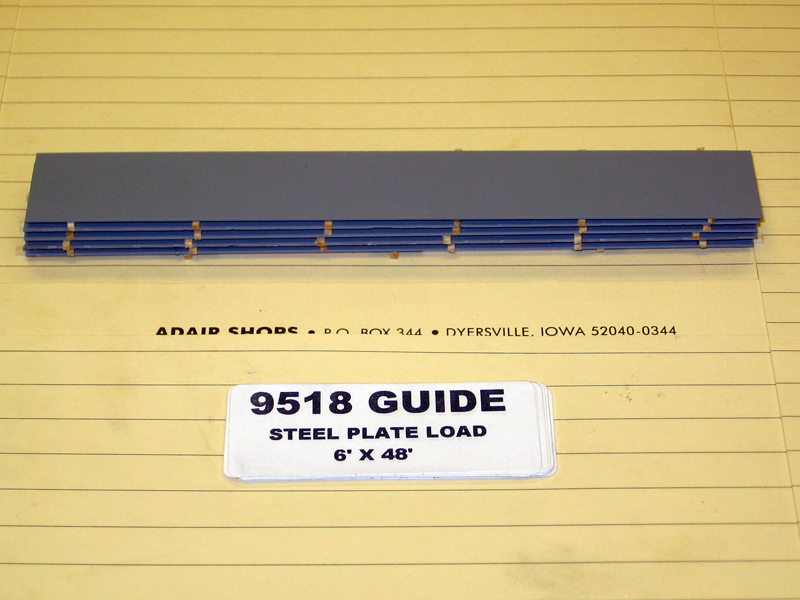 ADAIR SHOPS • P.O. BOX 344 • DYERSVILLE, IOWA 52040-0344
9518 GUIDE
STEEL PLATE LOAD
6' X 48'